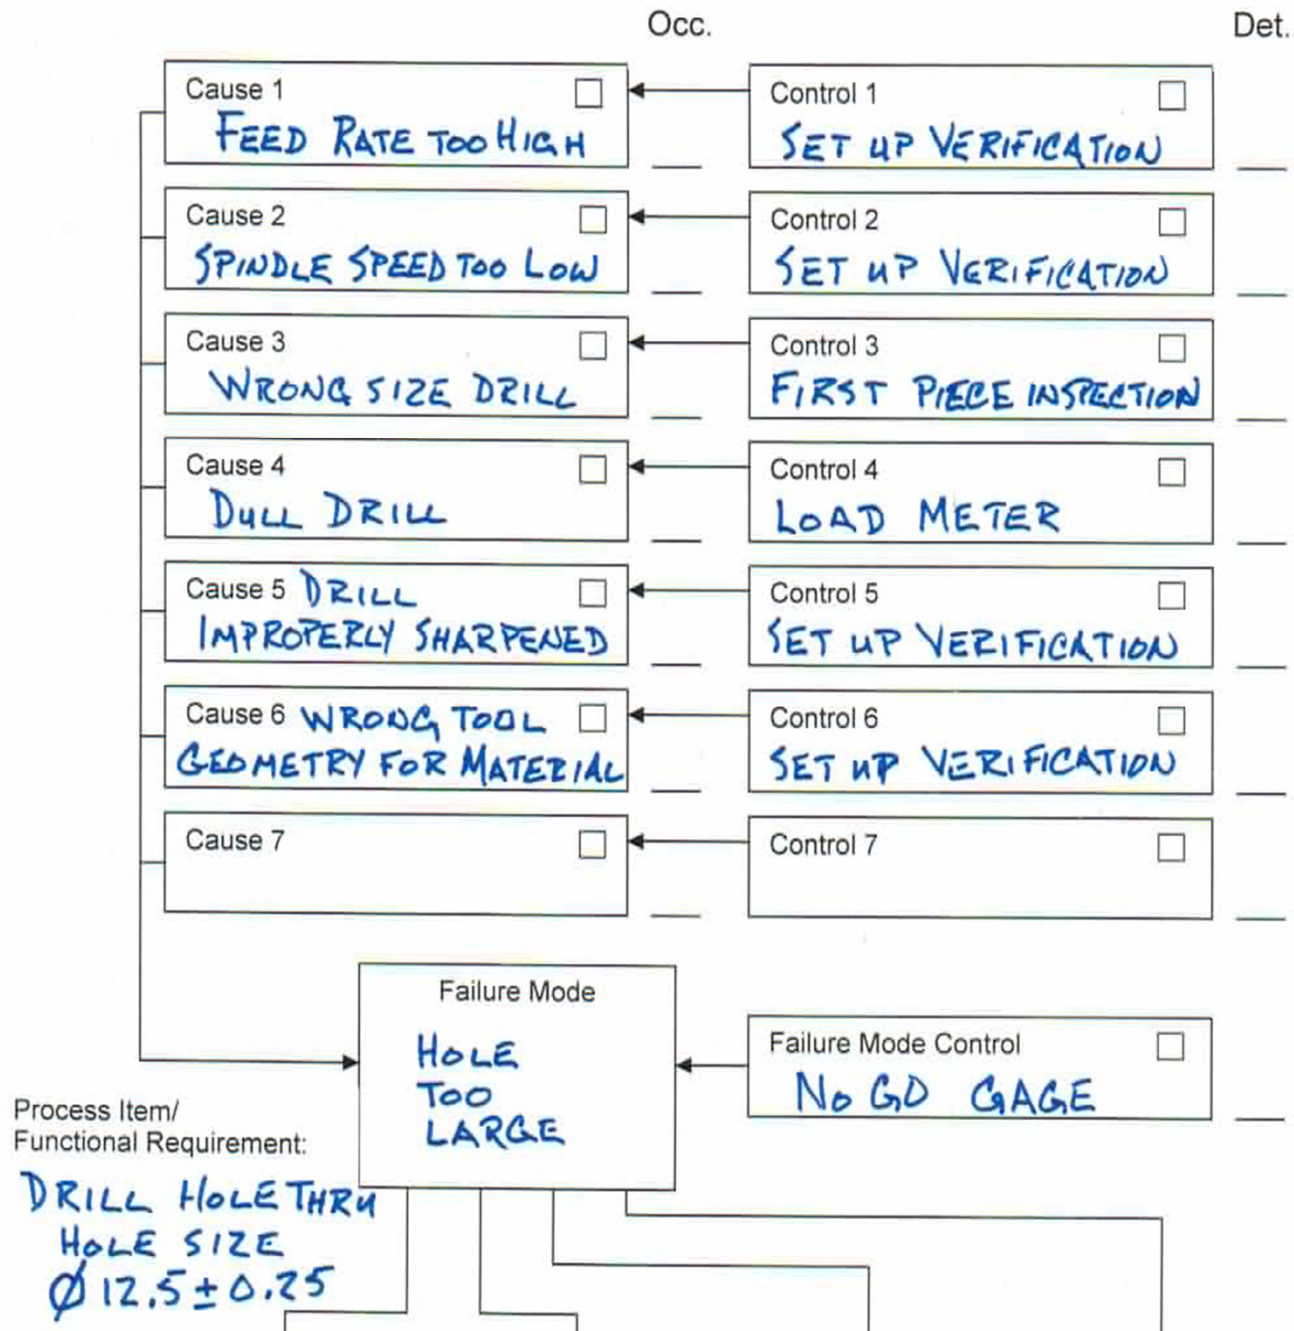 Occ. Det.
Cause 1
FEED RATE TOO HIGH
Control 1
SET UP VERIFICATION
Cause 2
SPINDLE SPEED TOO LOW
Control 2
SET UP VERIFICATION
Cause 3
WRONG SIZE DRILL
Control 3
FIRST PIECE INSPECTION
Cause 4
DULL DRILL
Control 4
LOAD METER
Cause 5 DRILL
IMPROPERLY SHARPENED
Control 5
SET UP VERIFICATION
Cause 6 WRONG TOOL
GEOMETRY FOR MATERIAL
Control 6
SET UP VERIFICATION
Cause 7
Control 7
Failure Mode
HOLE
TOO
LARGE
Failure Mode Control
NO GO GAGE
Process Item/
Functional Requirement:
DRILL HOLE THRU
HOLE SIZE
Ø 12.5 ± 0.25